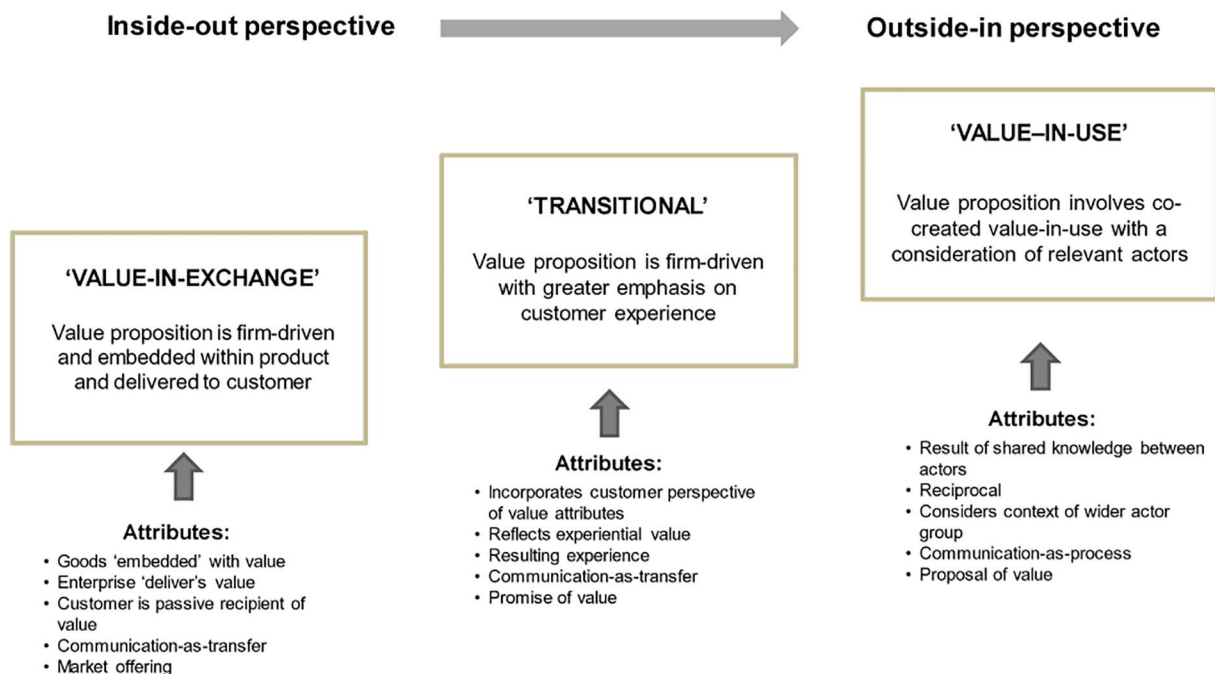 Inside-out perspective
Outside-in perspective
‘VALUE-IN-EXCHANGE’
Value proposition is firm-driven
and embedded within product
and delivered to customer
Attributes:
• Goods ‘embedded’ with value
• Enterprise ‘deliver’s value
• Customer is passive recipient of
value
• Communication-as-transfer
• Market offering
‘TRANSITIONAL’
Value proposition is firm-driven
with greater emphasis on
customer experience
Attributes:
• Incorporates customer perspective
of value attributes
• Reflects experiential value
• Resulting experience
• Communication-as-transfer
• Promise of value
‘VALUE–IN-USE’
Value proposition involves co-
created value-in-use with a
consideration of relevant actors
Attributes:
• Result of shared knowledge between
actors
• Reciprocal
• Considers context of wider actor
group
• Communication-as-process
• Proposal of value